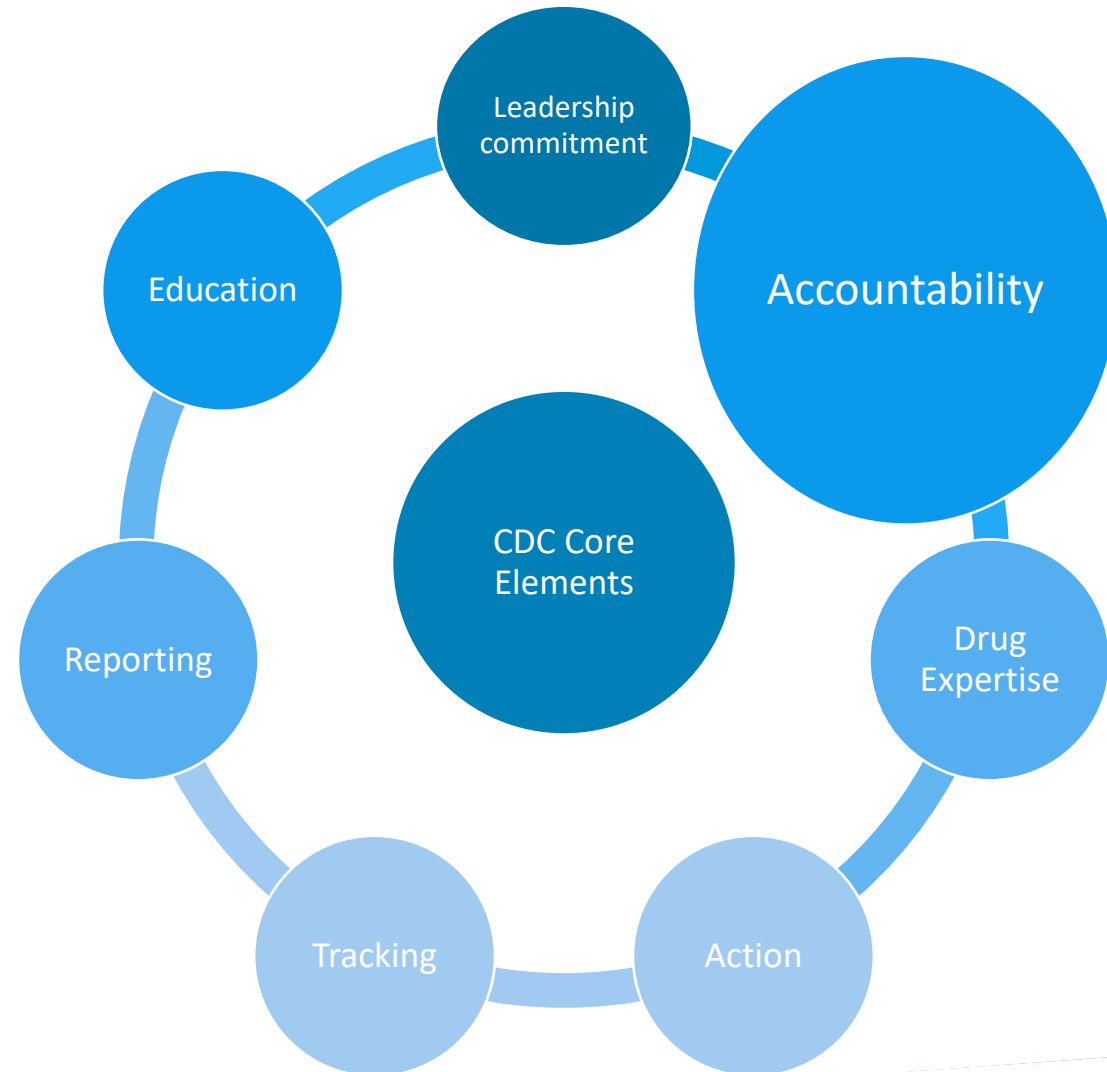 Leadership
commitment
Accountability
Drug
Expertise
Action
Tracking
Reporting
Education
CDC Core
Elements